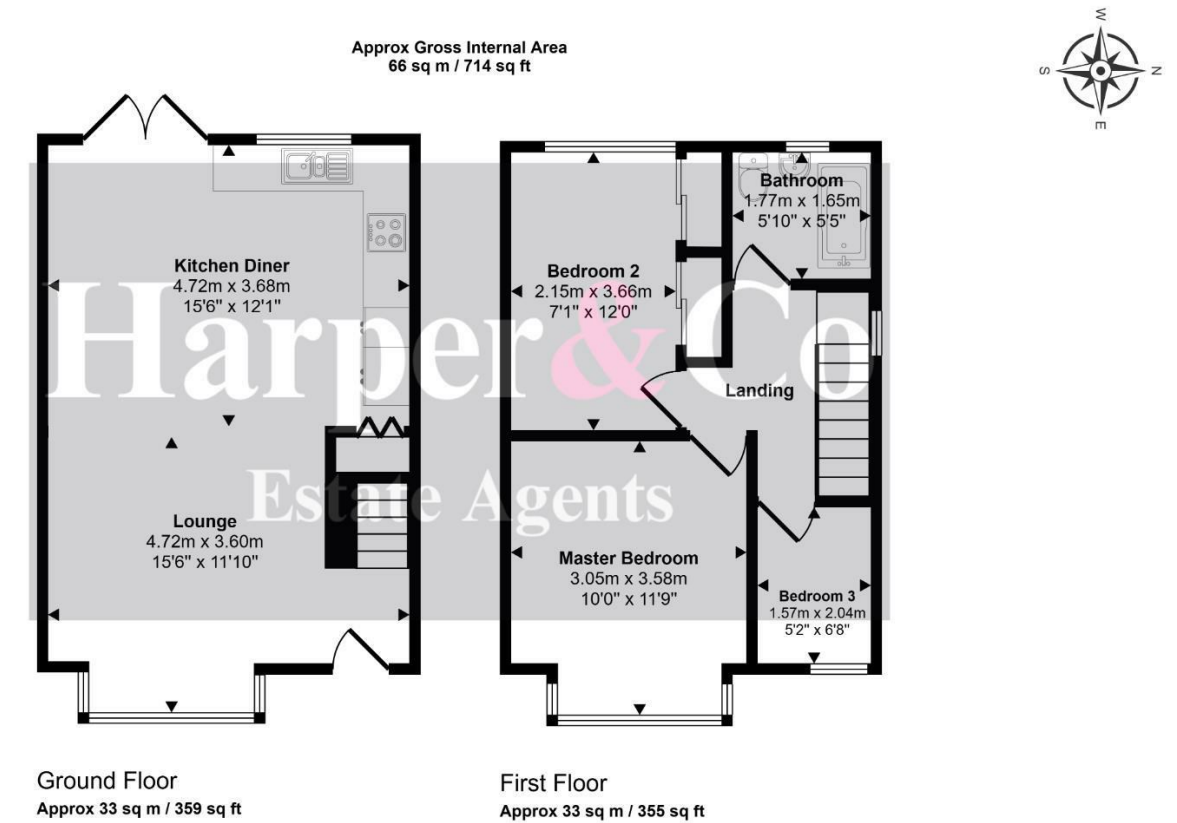 Approx Gross Internal Area
66 sq m / 714 sq ft
W
S
N
E
Kitchen Diner
4.72m x 3.68m
15'6" x 12'1"
Lounge
4.72m x 3.60m
15'6" x 11'10"
Bedroom 2
2.15m x 3.66m
7'1" x 12'0"
Bathroom
1.77m x 1.65m
5'10" x 5'5"
Landing
Master Bedroom
3.05m x 3.58m
10'0" x 11'9"
Bedroom 3
1.57m x 2.04m
5'2" x 6'8"
Harper&Co
Estate Agents
Ground Floor
Approx 33 sq m / 359 sq ft
First Floor
Approx 33 sq m / 355 sq ft